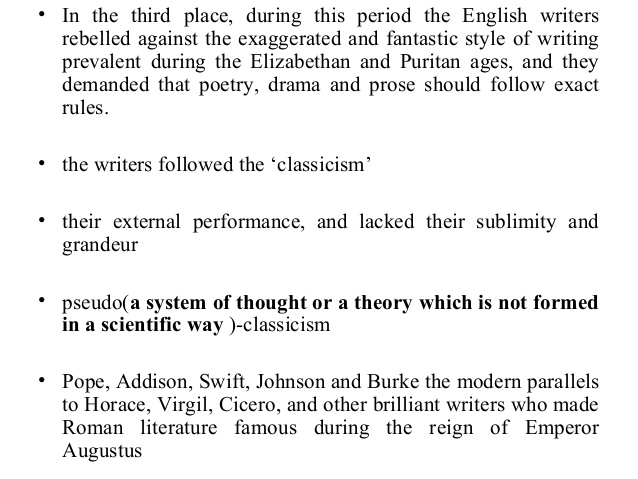 • In the third place, during this period the English writers
rebelled against the exaggerated and fantastic style of writing
prevalent during the Elizabethan and Puritan ages, and they
demanded that poetry, drama and prose should follow exact
rules.
• the writers followed the ‘classicism’
• their external performance, and lacked their sublimity and
grandeur
• pseudo(a system of thought or a theory which is not formed
in a scientific way )-classicism
• Pope, Addison, Swift, Johnson and Burke the modern parallels
to Horace, Virgil, Cicero, and other brilliant writers who made
Roman literature famous during the reign of Emperor
Augustus